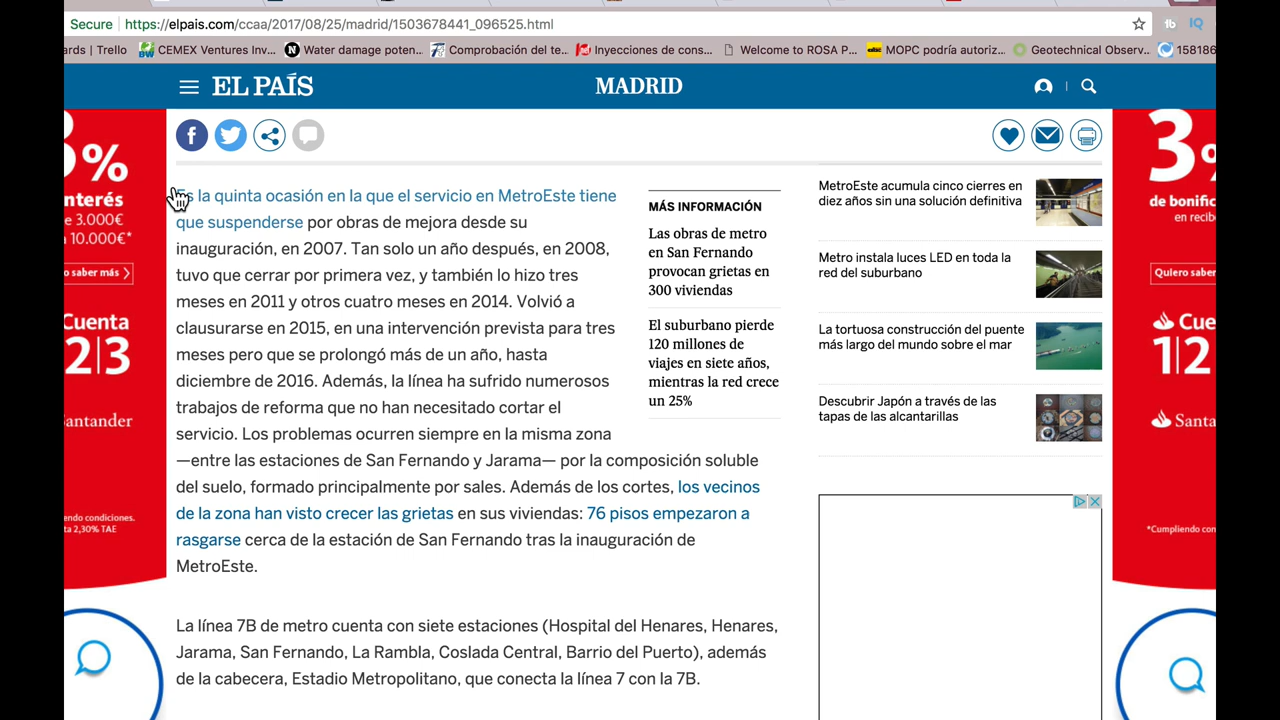 Secure https://elpais.com/ccaa/2017/08/25/madrid/1503678441_096525.html
ards | Trello CEMEX Ventures Inv... Water damage poten... Comprobación del te... Inyecciones de cons... Welcome to ROSA P... MOPC podría autoriz... Geotechnical Observ... 158186
EL PAÍS MADRID
Es la quinta ocasión en la que el servicio en MetroEste tiene
que suspenderse por obras de mejora desde su
inauguración, en 2007. Tan solo un año después, en 2008,
tuvo que cerrar por primera vez, y también lo hizo tres
meses en 2011 y otros cuatro meses en 2014. Volvió a
clausurarse en 2015, en una intervención prevista para tres
meses pero que se prolongó más de un año, hasta
diciembre de 2016. Además, la línea ha sufrido numerosos
trabajos de reforma que no han necesitado cortar el
servicio. Los problemas ocurren siempre en la misma zona
—entre las estaciones de San Fernando y Jarama— por la composición soluble
del suelo, formado principalmente por sales. Además de los cortes, los vecinos
de la zona han visto crecer las grietas en sus viviendas: 76 pisos empezaron a
rasgarse cerca de la estación de San Fernando tras la inauguración de
MetroEste.
La línea 7B de metro cuenta con siete estaciones (Hospital del Henares, Henares,
Jarama, San Fernando, La Rambla, Coslada Central, Barrio del Puerto), además
de la cabecera, Estadio Metropolitano, que conecta la línea 7 con la 7B.
MÁS INFORMACIÓN
Las obras de metro
en San Fernando
provocan grietas en
300 viviendas
El suburbano pierde
120 millones de
viajes en siete años,
mientras la red crece
un 25%
MetroEste acumula cinco cierres en
diez años sin una solución definitiva
Metro instala luces LED en toda la
red del suburbano
La tortuosa construcción del puente
más largo del mundo sobre el mar
Descubrir Japón a través de las
tapas de las alcantarillas
%
nterés
e 3.000€
10.000€*
o saber más >
Cuenta
2|3
antander
endo condiciones.
ta 2,30% TAE
3%
de bonific
en recib
Quiero saber
Cue
1|2
Santa
*Cumpliendo con